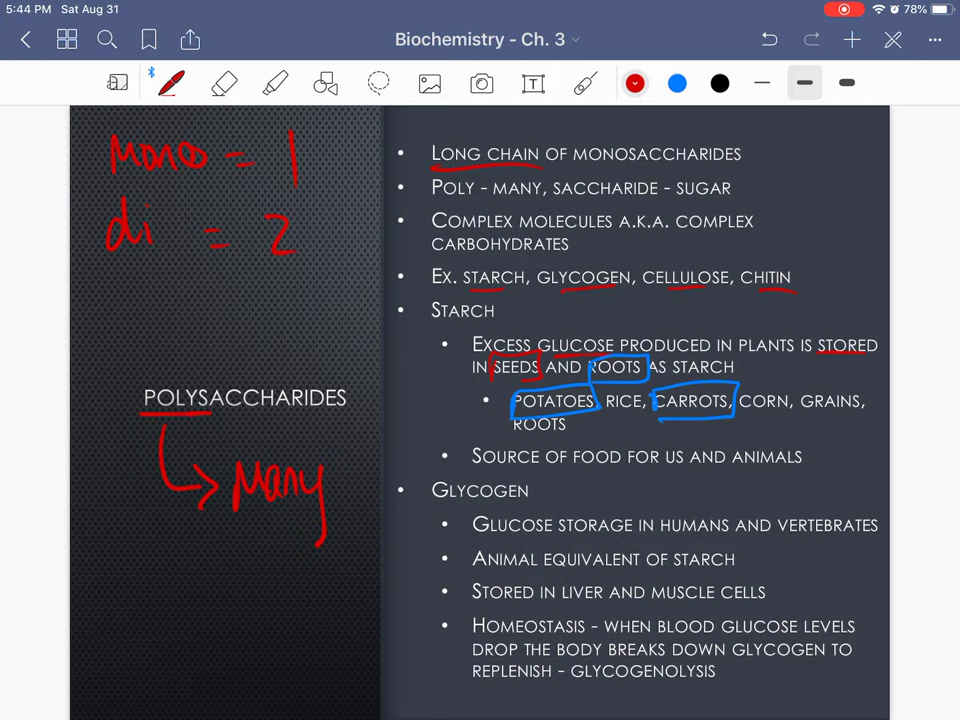 5:44 PM Sat Aug 31
78%
Biochemistry - Ch. 3
T
Mono = 1
di = 2
POLYSACCHARIDES
Many
• LONG CHAIN OF MONOSACCHARIDES
• POLY - MANY, SACCHARIDE - SUGAR
• COMPLEX MOLECULES A.K.A. COMPLEX
CARBOHYDRATES
• EX. STARCH, GLYCOGEN, CELLULOSE, CHITIN
• STARCH
• EXCESS GLUCOSE PRODUCED IN PLANTS IS STORED
IN SEEDS AND ROOTS AS STARCH
• POTATOES, RICE, CARROTS, CORN, GRAINS,
ROOTS
• SOURCE OF FOOD FOR US AND ANIMALS
• GLYCOGEN
• GLUCOSE STORAGE IN HUMANS AND VERTEBRATES
• ANIMAL EQUIVALENT OF STARCH
• STORED IN LIVER AND MUSCLE CELLS
• HOMEOSTASIS - WHEN BLOOD GLUCOSE LEVELS
DROP THE BODY BREAKS DOWN GLYCOGEN TO
REPLENISH - GLYCOGENOLYSIS